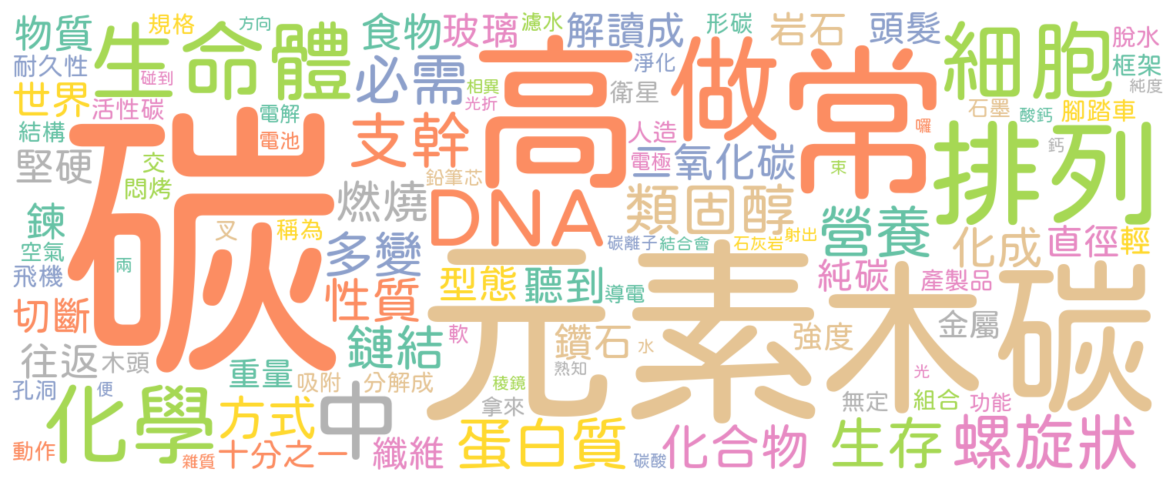 物質
規格
方向
生命體
耐久性
碰到
世界
活性碳
電解
電池
結構
堅硬
交
悶烤
鍊
空氣
飛機
叉
稱為
兩
碳
切斷
往返
木頭
孔洞
便
重量
吸附
分解成
化學
方式
中
動作
雜質
十分之一
纖維
食物
玻璃
濾水
解讀成
形碳
岩石
頭髮
必需
相異
光折
淨化
衛星
高
做
常
細胞
脫水
框架
純度
石墨
酸鈣
腳踏車
囉
鈣
束
支幹
人造
電極
二氧化碳
排列
鉛筆芯
燃燒
DNA
類固醇
營養
多變
碳離子
結合會
石灰岩
射出
化成
直徑
輕
性質
型態
聽到
導電
純碳
產製品
鏈結
軟
元素
鑽石
水
熟知
強度
金屬
木碳
稜鏡
拿來
光
無定
組合
功能
蛋白質
碳酸
化合物
生存
螺旋狀